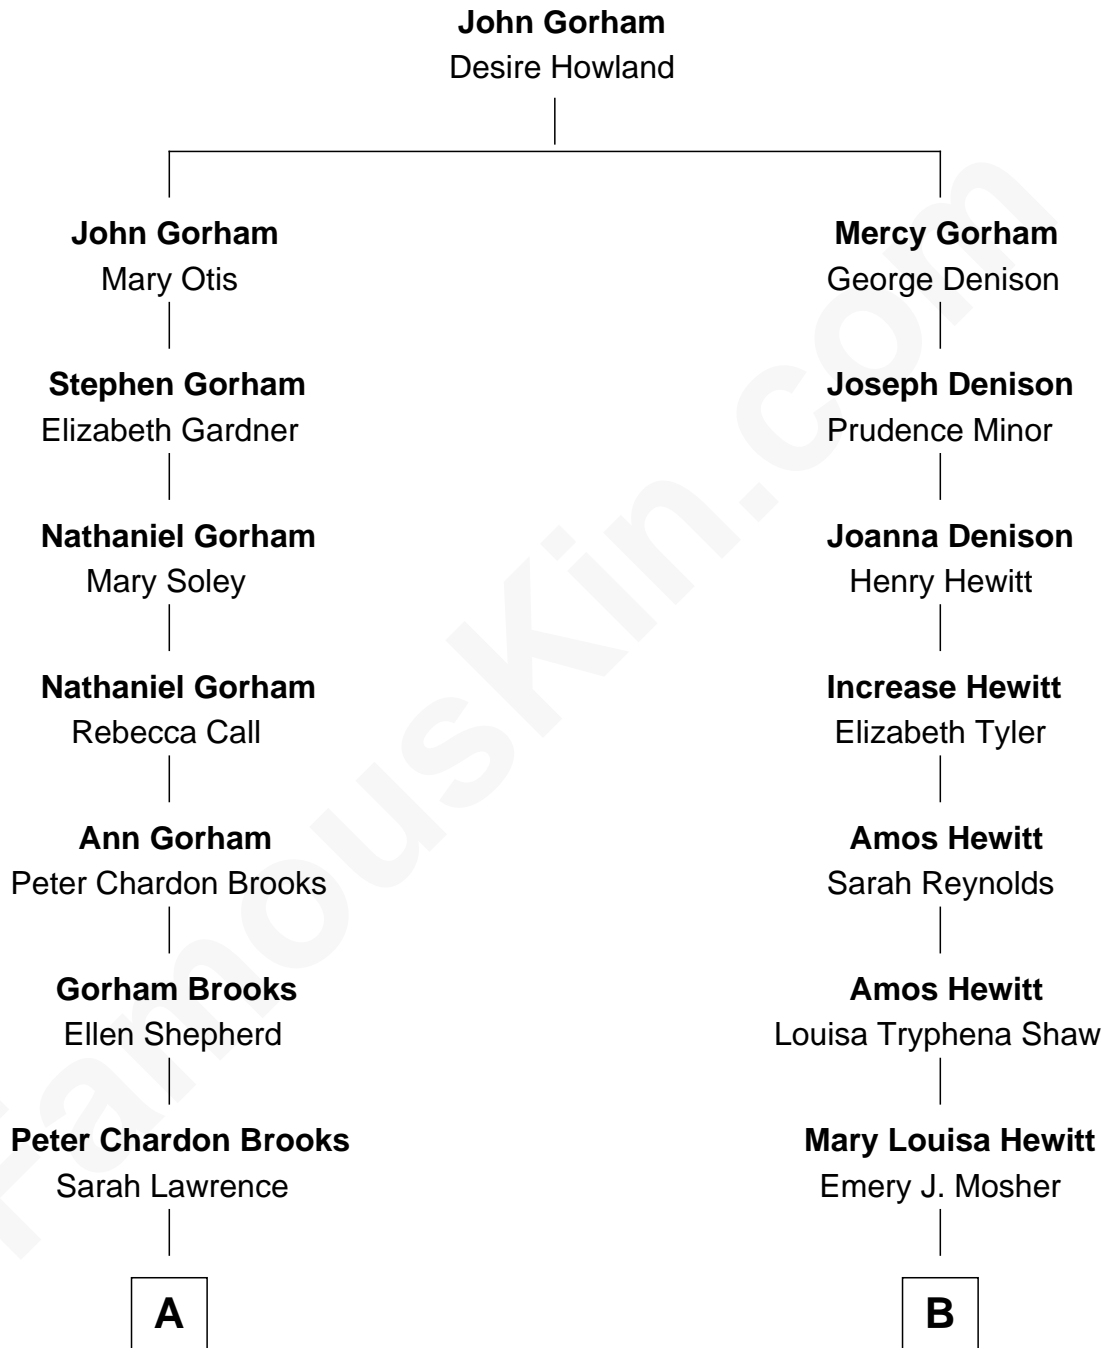 John Gorham
Desire Howland
John Gorham
Mary Otis
Mercy Gorham
George Denison
Stephen Gorham
Elizabeth Gardner
Joseph Denison
Prudence Minor
Nathaniel Gorham
Mary Soley
Joanna Denison
Henry Hewitt
Nathaniel Gorham
Rebecca Call
Increase Hewitt
Elizabeth Tyler
Ann Gorham
Peter Chardon Brooks
Amos Hewitt
Sarah Reynolds
Gorham Brooks
Ellen Shepherd
Amos Hewitt
Louisa Tryphena Shaw
Peter Chardon Brooks
Sarah Lawrence
Mary Louisa Hewitt
Emery J. Mosher
A
B
FamousKin.com